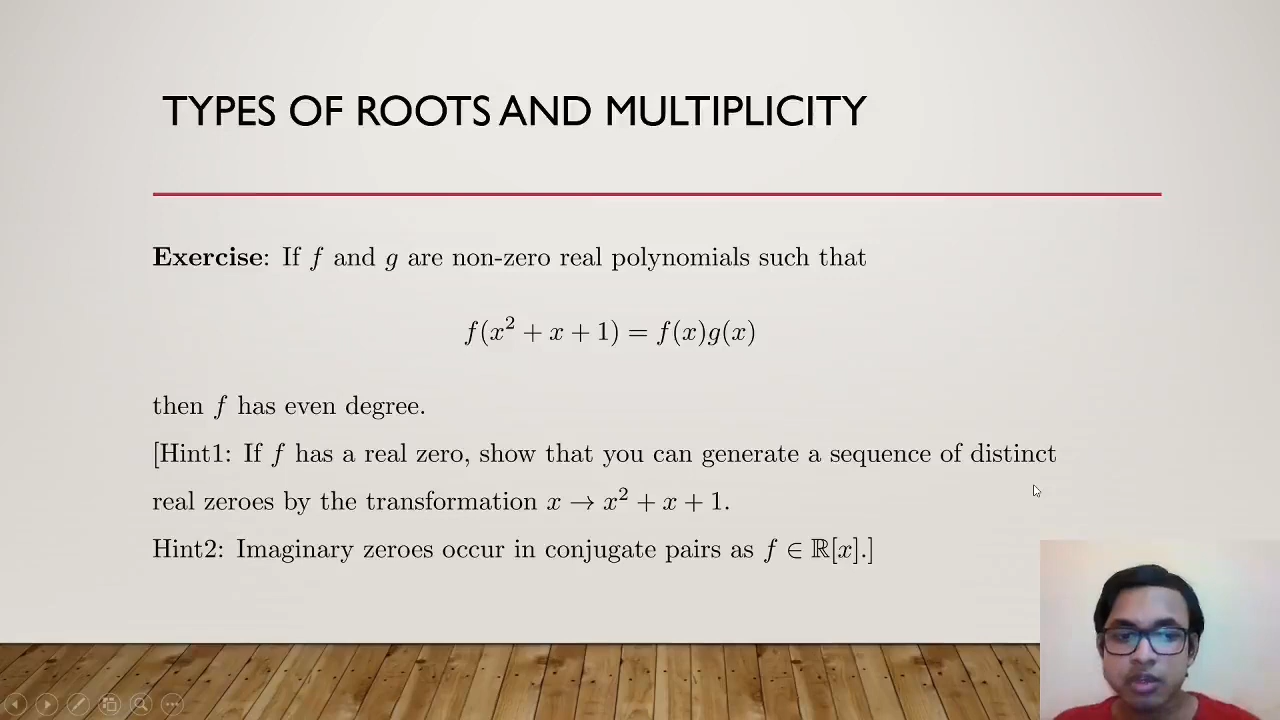 TYPES OF ROOTS AND MULTIPLICITY
Exercise: If f and g are non-zero real polynomials such that
f(x² + x + 1) = f(x)g(x)
then f has even degree.
[Hint1: If f has a real zero, show that you can generate a sequence of distinct
real zeroes by the transformation x → x² + x + 1.
Hint2: Imaginary zeroes occur in conjugate pairs as f ∈ ℝ[x].]